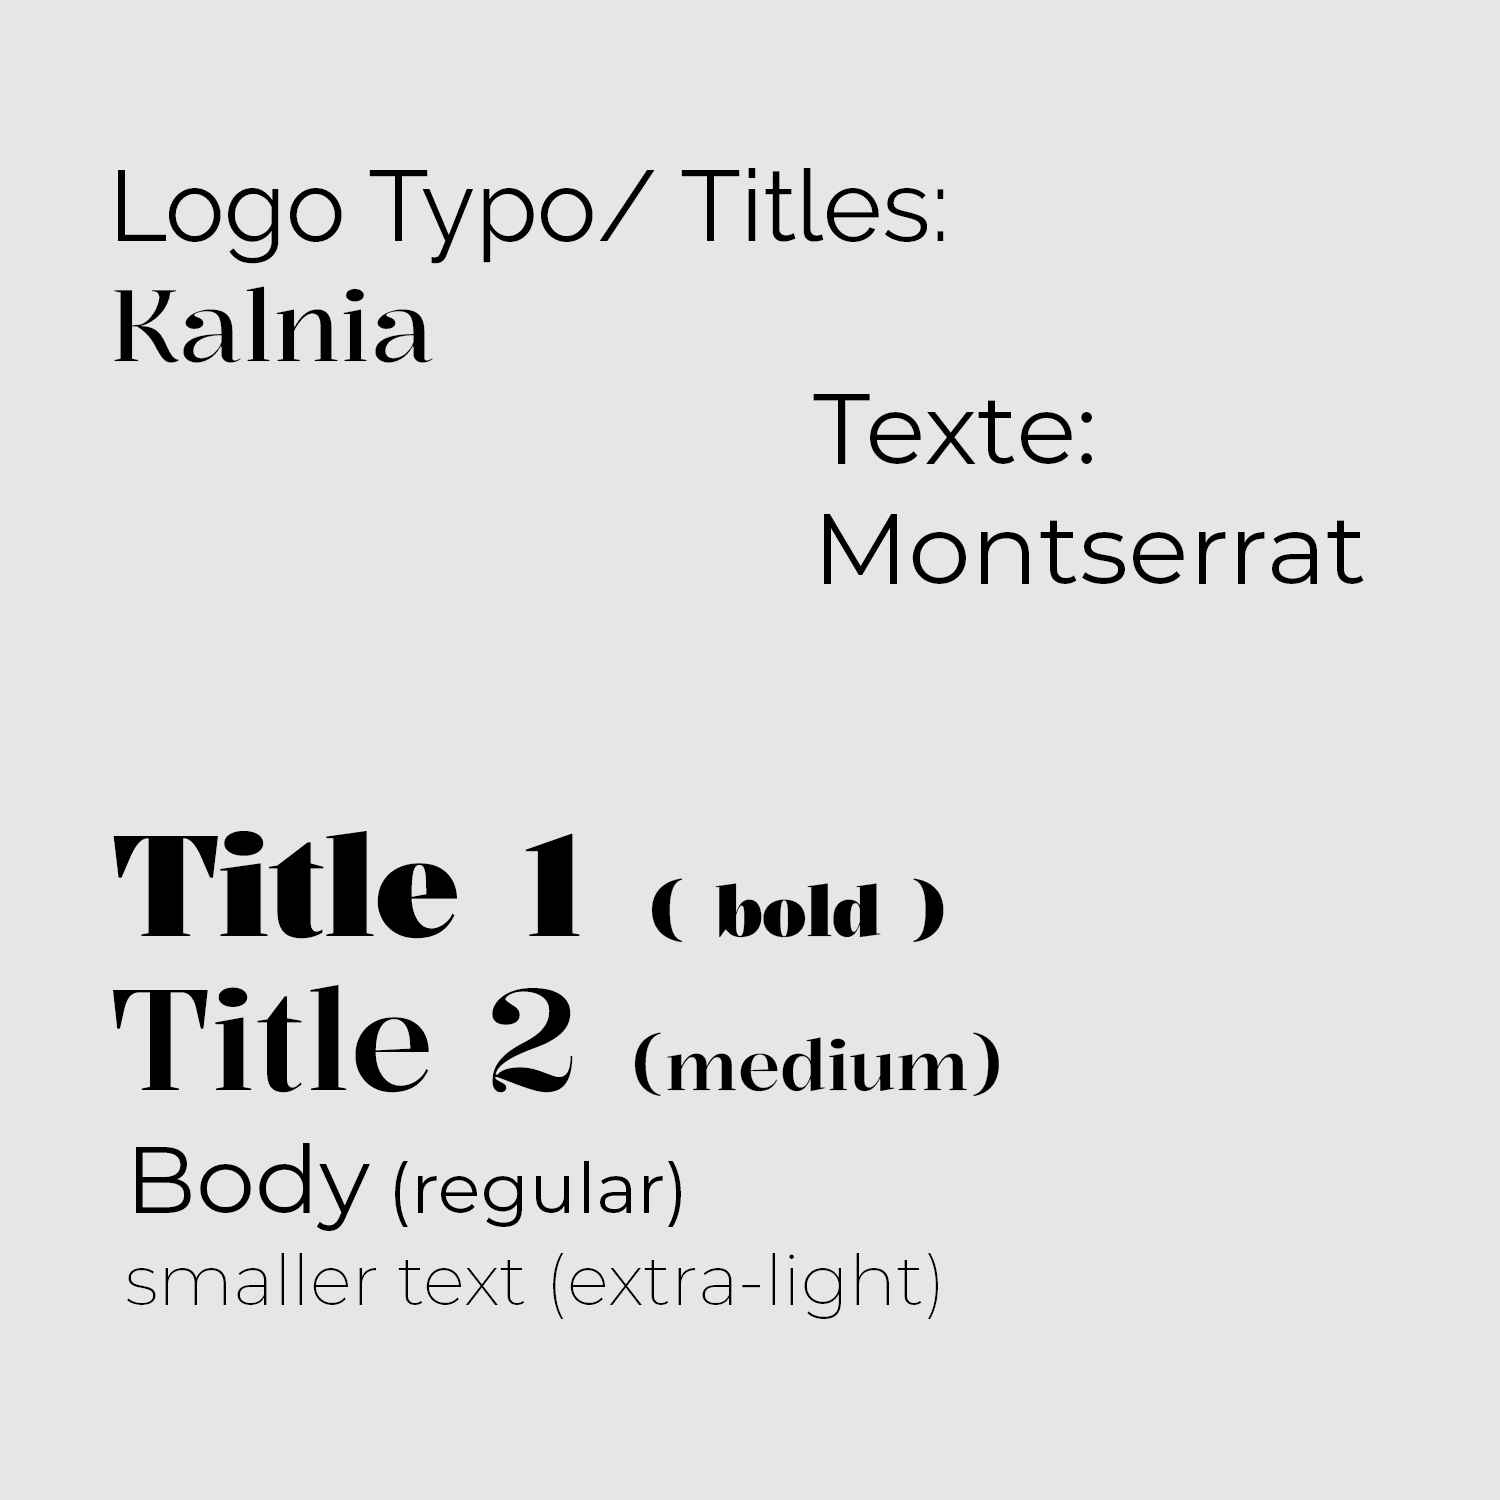 Logo Typo/ Titles:
Kalnia
Texte:
Montserrat
Title 1 ( bold )
Title 2 (medium)
Body (regular)
smaller text (extra-light)